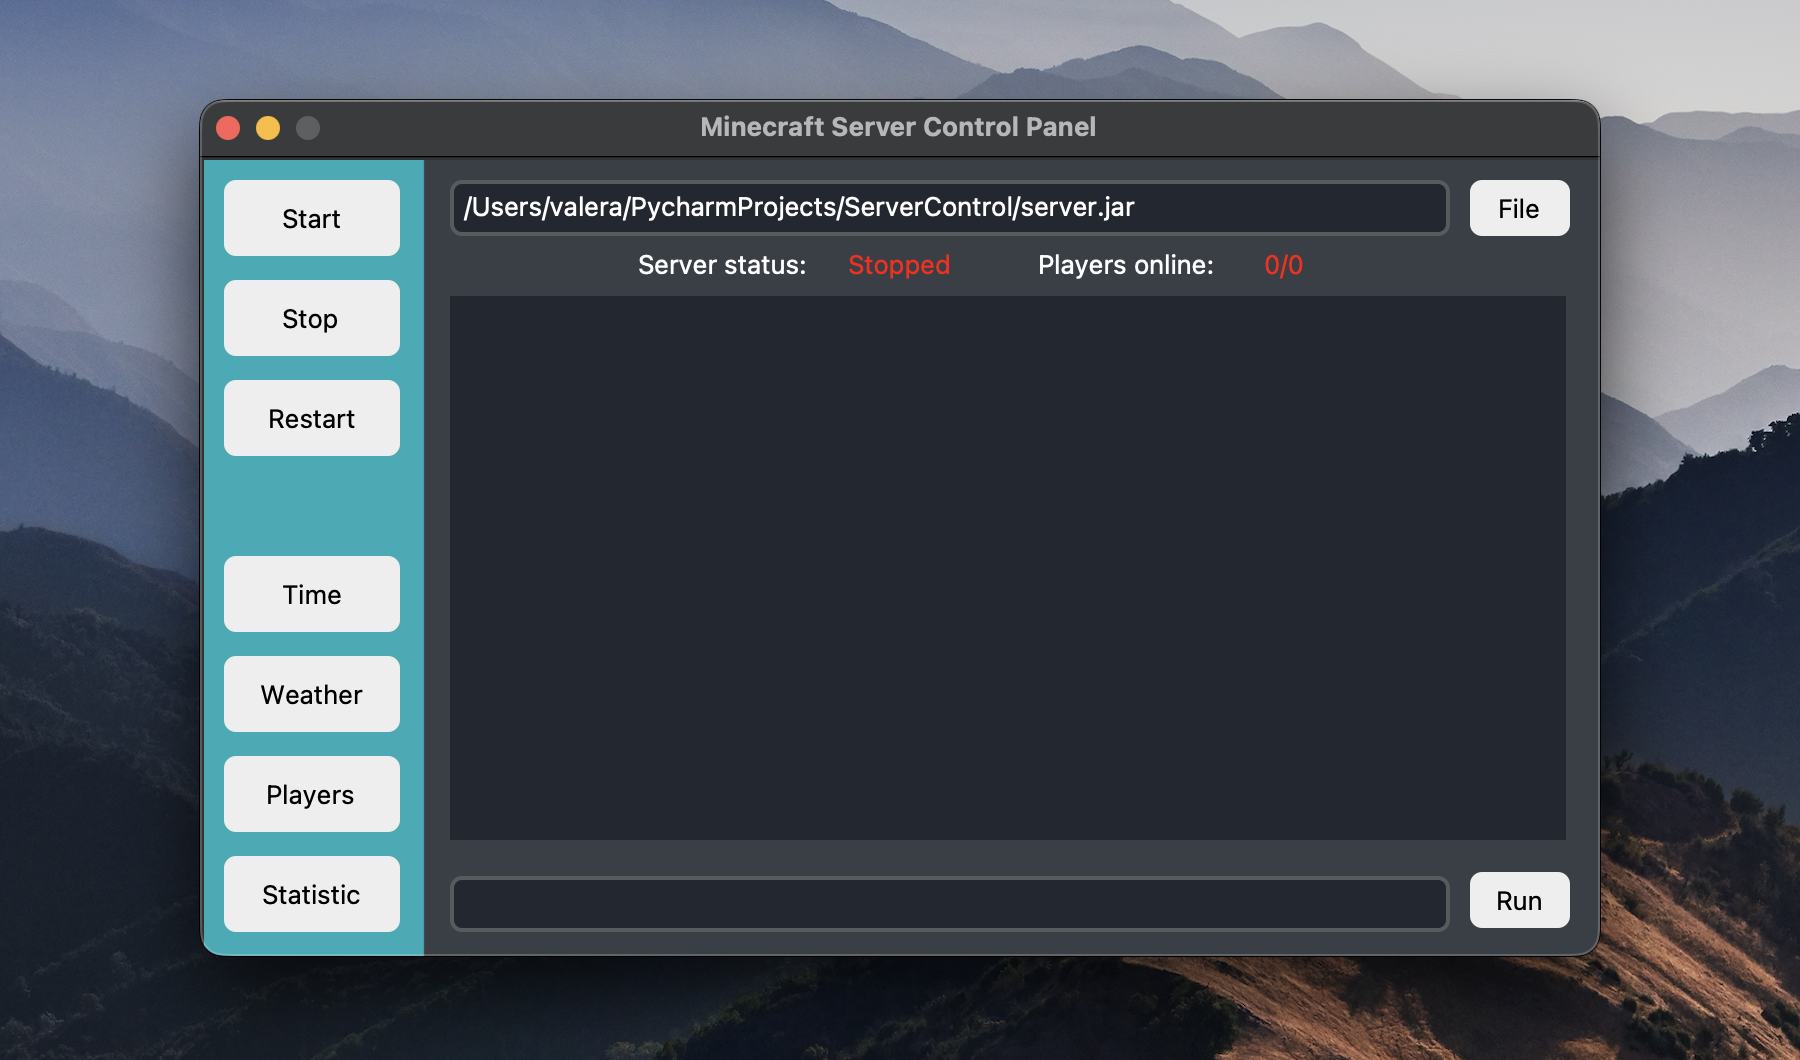 Minecraft Server Control Panel
Start
Stop
Restart
Time
Weather
Players
Statistic
/Users/valera/PycharmProjects/ServerControl/server.jar
File
Server status: Stopped Players online: 0/0
Run